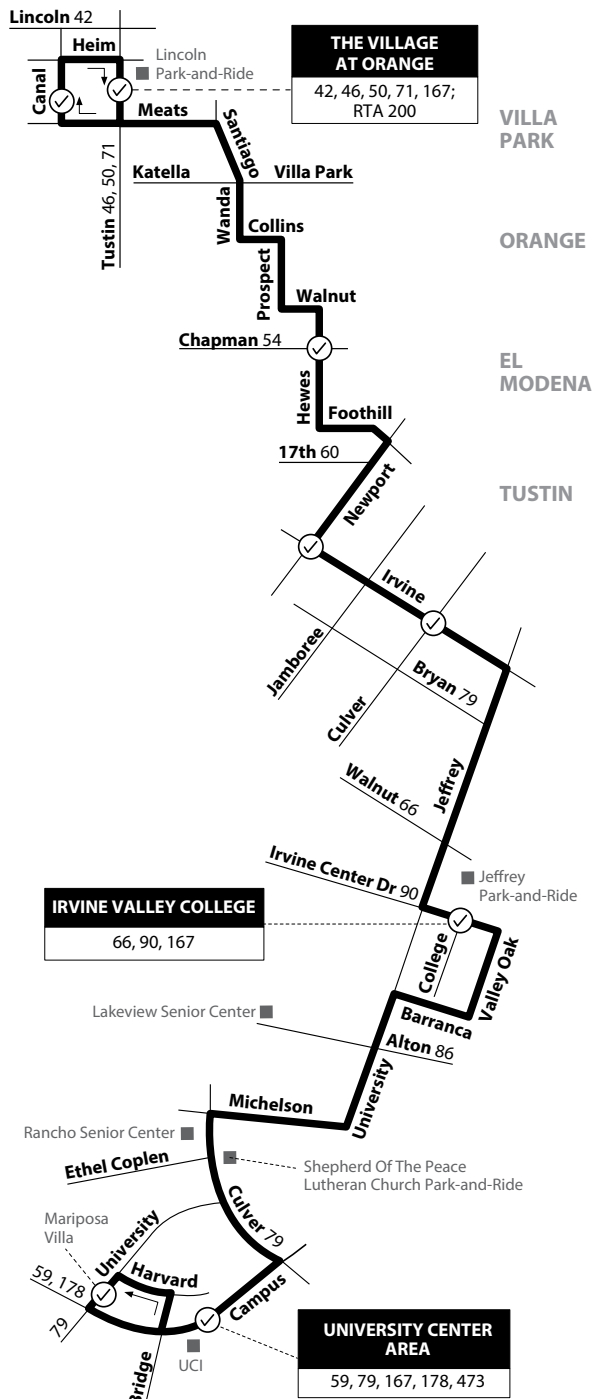 Lincoln 42
Heim
Canal
Lincoln
Park-and-Ride
THE VILLAGE
AT ORANGE
42, 46, 50, 71, 167;
RTA 200
VILLA
PARK
Meats
Santiago
Tustin 46, 50, 71
Katella
Villa Park
Wanda
Collins
ORANGE
Prospect
Walnut
Chapman 54
EL
MODENA
Hewes
Foothill
17th 60
Newport
TUSTIN
Irvine
Jamboree
Culver
Bryan 79
Jeffrey
Walnut 66
Irvine Center Dr 90
Jeffrey
Park-and-Ride
IRVINE VALLEY COLLEGE
66, 90, 167
College
Valley Oak
Barranca
Lakeview Senior Center
Alton 86
University
Michelson
Rancho Senior Center
Ethel Coplen
Shepherd Of The Peace
Lutheran Church Park-and-Ride
Culver 79
Mariposa
Villa
University
Harvard
59, 178
79
Campus
Bridge
UCI
UNIVERSITY CENTER
AREA
59, 79, 167, 178, 473